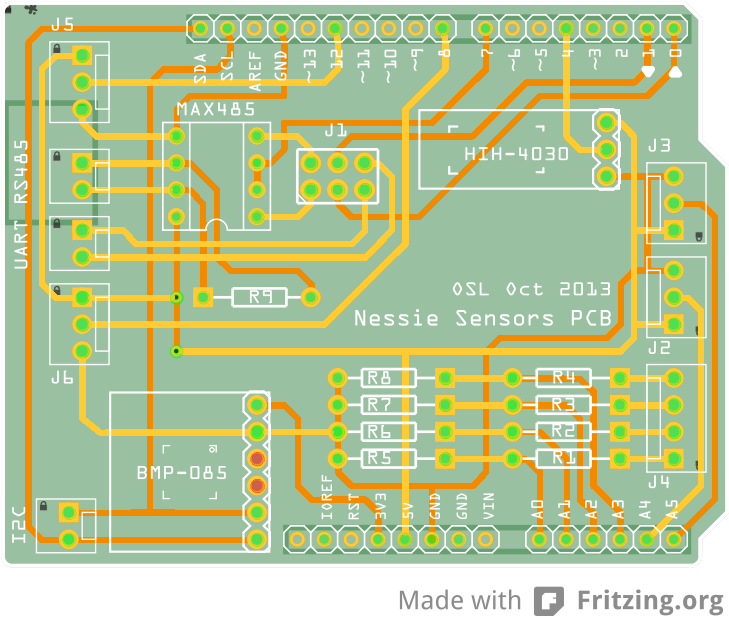 J5
SDA
SCL
AREF
GND
~13
12
~11
~10
~9
8
7
~6
~5
4
~3
2
1
0
MAX485
J1
HIH-4030
J3
UART RS485
R9
OSL Oct 2013
Nessie Sensors PCB
J2
J6
R8
R4
R7
R3
R6
R2
R5
R1
BMP-085
J4
I2C
IOREF
RST
3V3
5V
GND
GND
VIN
A0
A1
A2
A3
A4
A5
Made with Fritzing.org